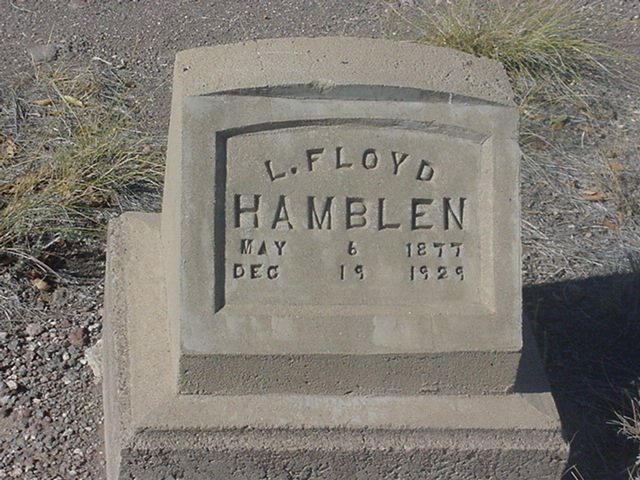 L. FLOYD
HAMBLEN
MAY 6 1877
DEC 19 1929